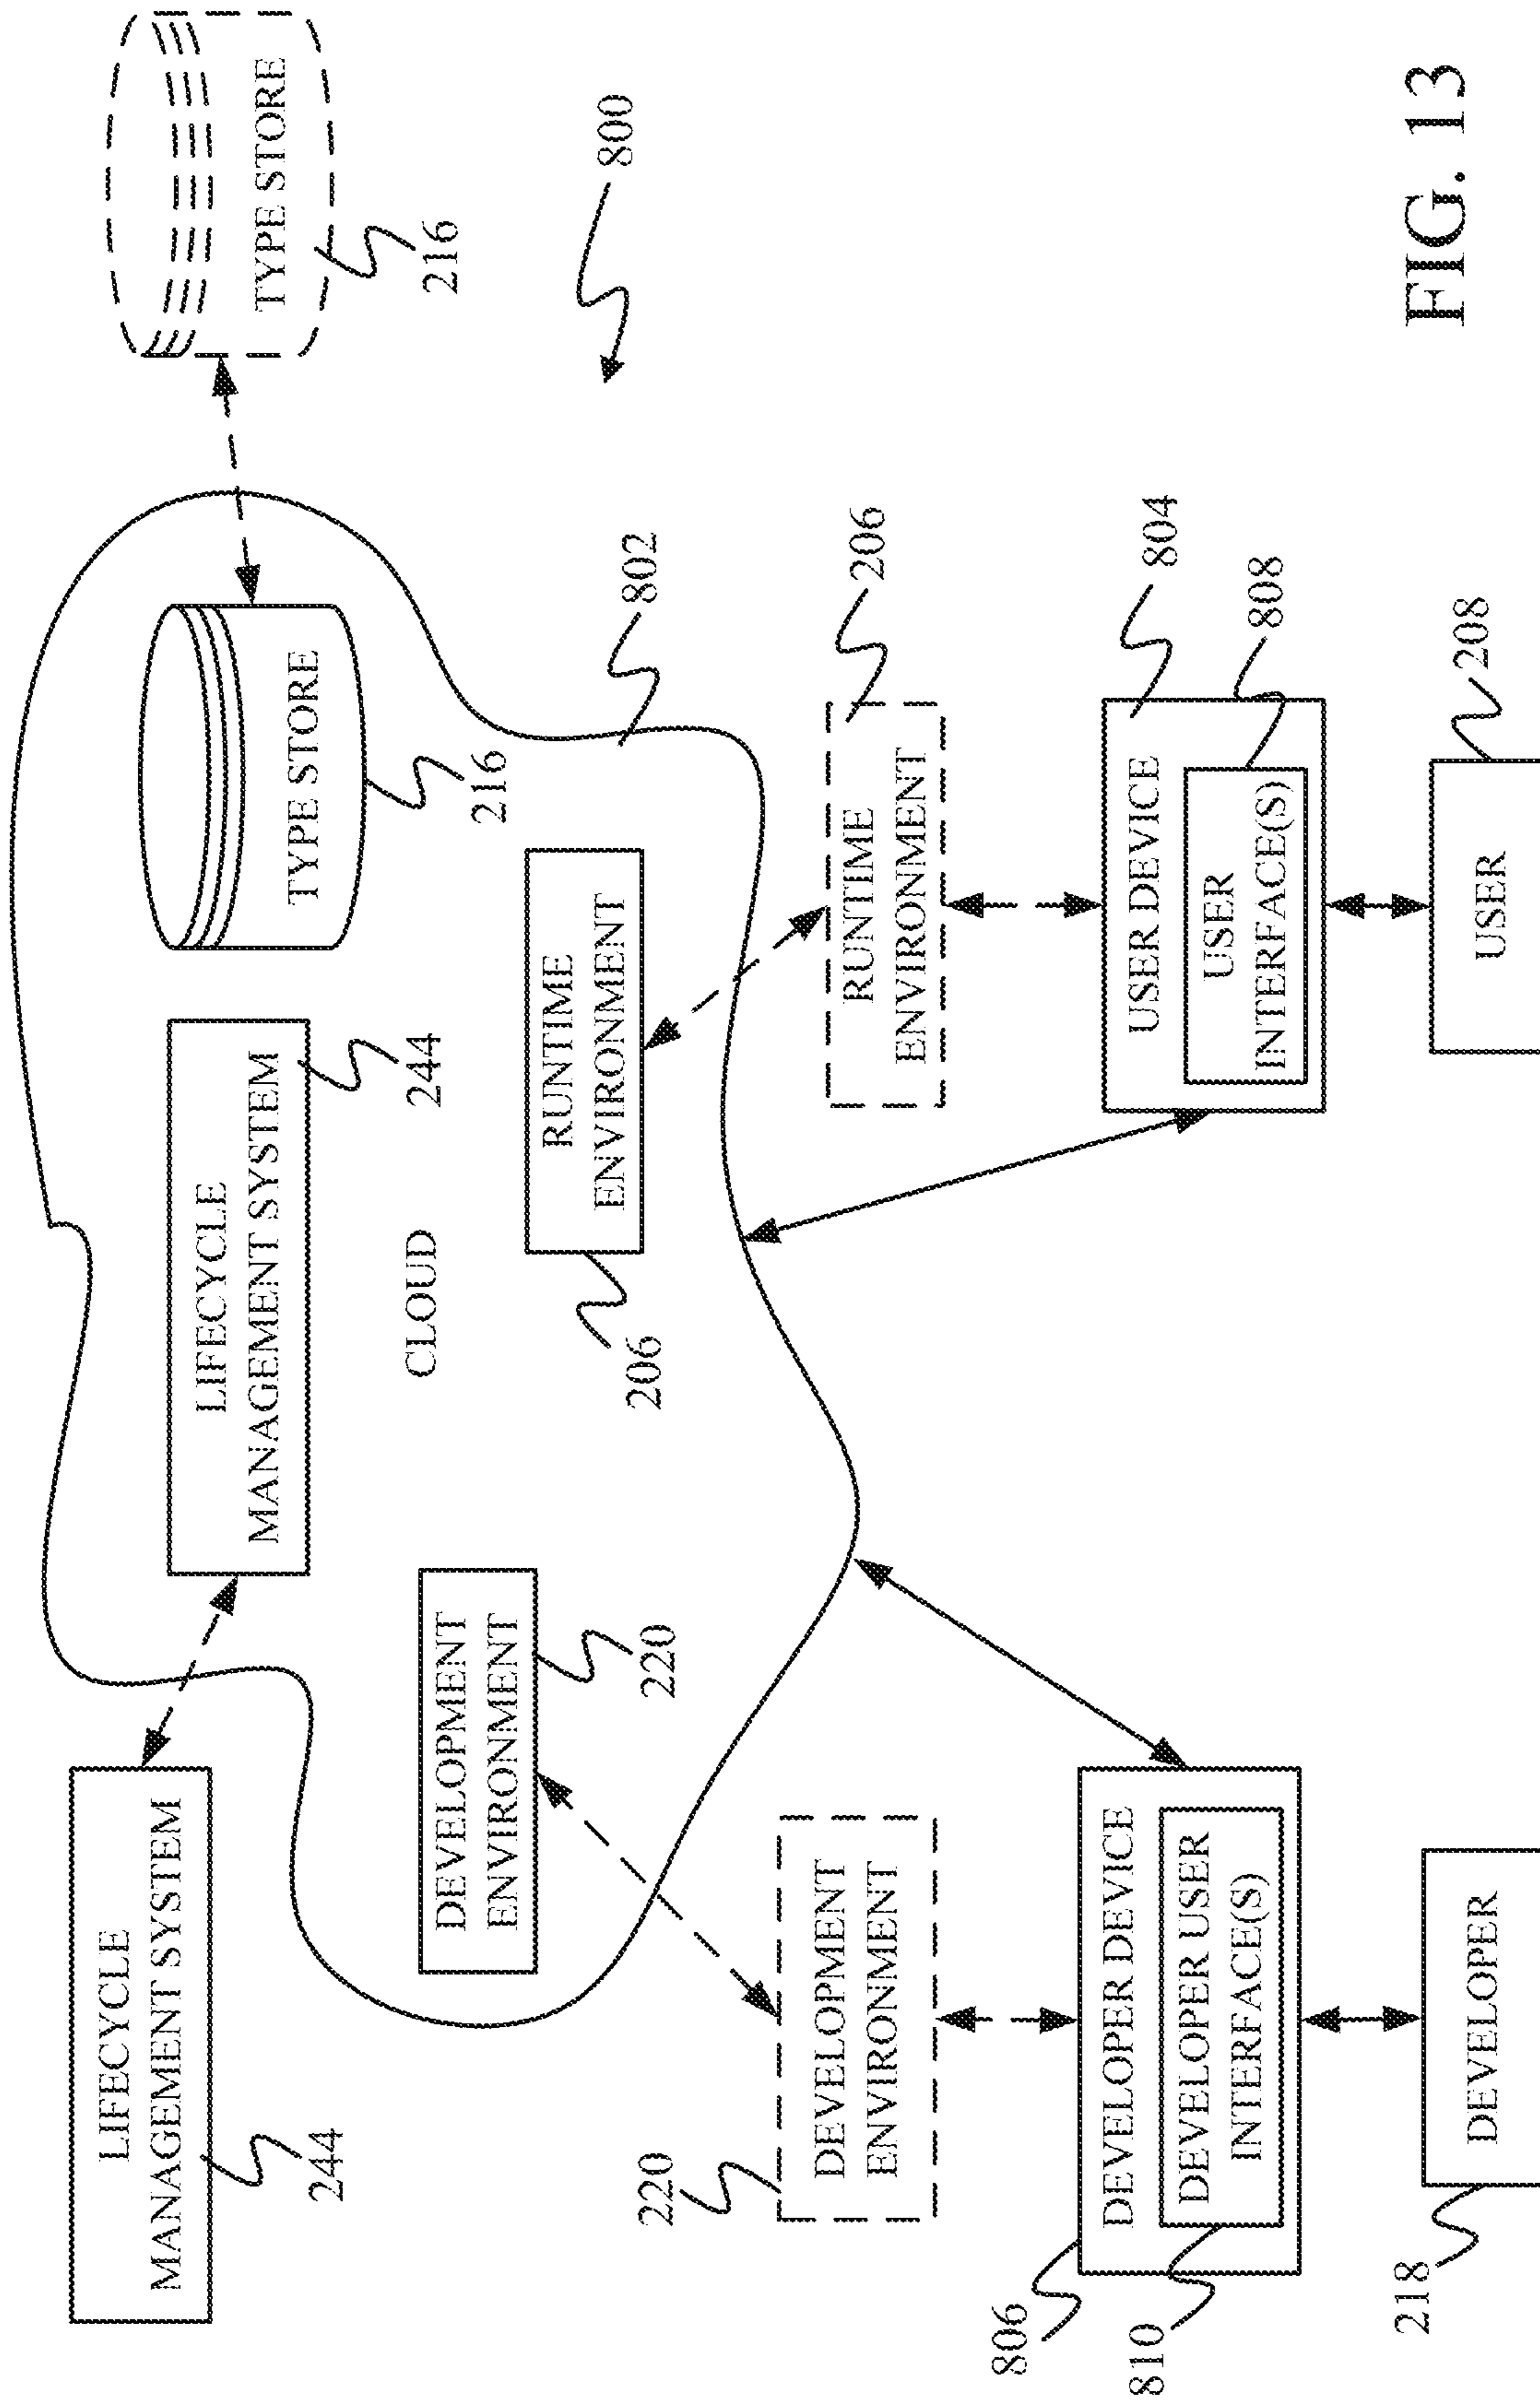 LIFECYCLE
MANAGEMENT SYSTEM
244
LIFECYCLE
MANAGEMENT SYSTEM
244
TYPE STORE
216
TYPE STORE
216
CLOUD
DEVELOPMENT
ENVIRONMENT
220
RUNTIME
ENVIRONMENT
206
802
800
220
DEVELOPMENT
ENVIRONMENT
RUNTIME
ENVIRONMENT
206
806
DEVELOPER DEVICE
810
DEVELOPER USER
INTERFACE(S)
USER DEVICE
804
USER
INTERFACE(S)
808
218
DEVELOPER
USER
208
FIG. 13